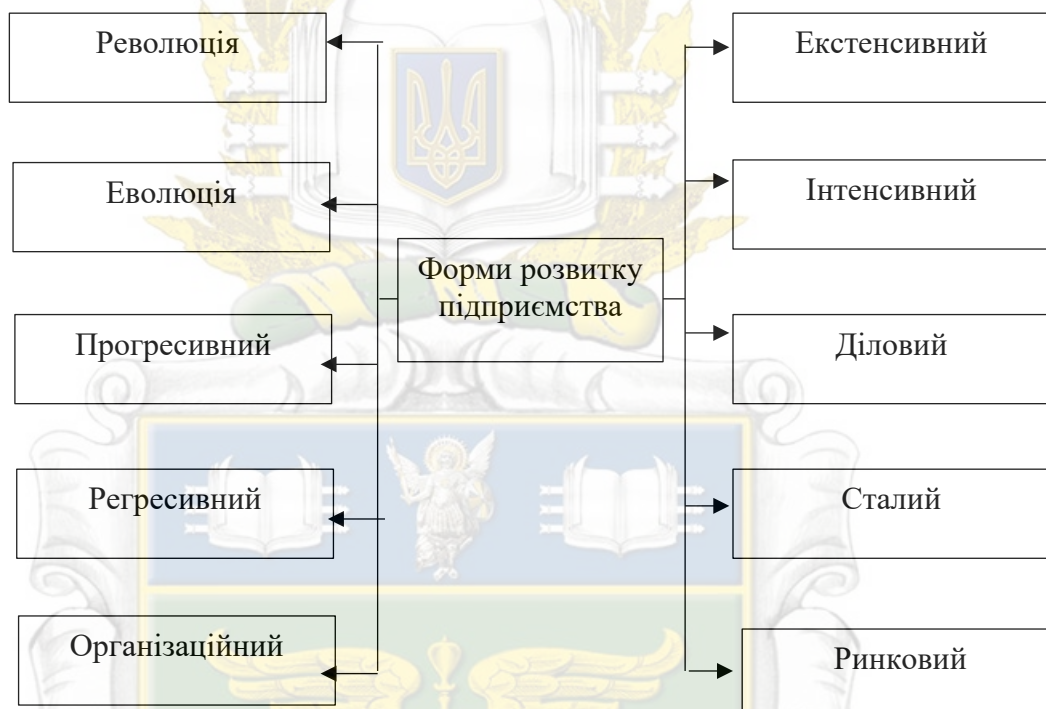 Революція
Екстенсивний
Еволюція
Інтенсивний
Форми розвитку
підприємства
Прогресивний
Діловий
Регресивний
Сталий
Організаційний
Ринковий